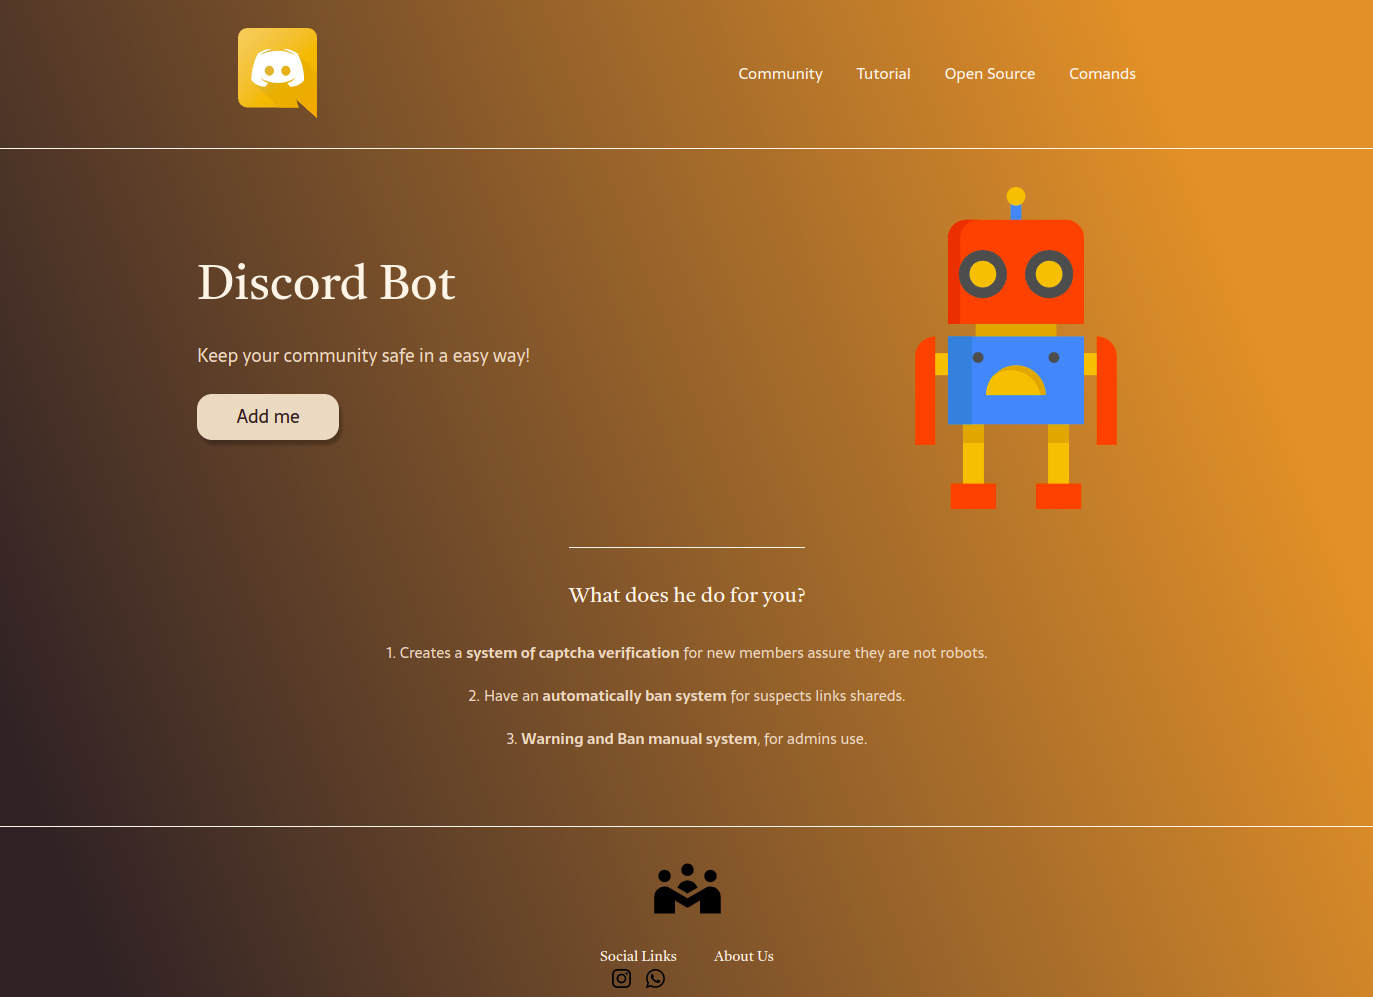 Community Tutorial Open Source Comands
Discord Bot
Keep your community safe in a easy way!
Add me
What does he do for you?
1. Creates a system of captcha verification for new members assure they are not robots.
2. Have an automatically ban system for suspects links shareds.
3. Warning and Ban manual system, for admins use.
Social Links About Us